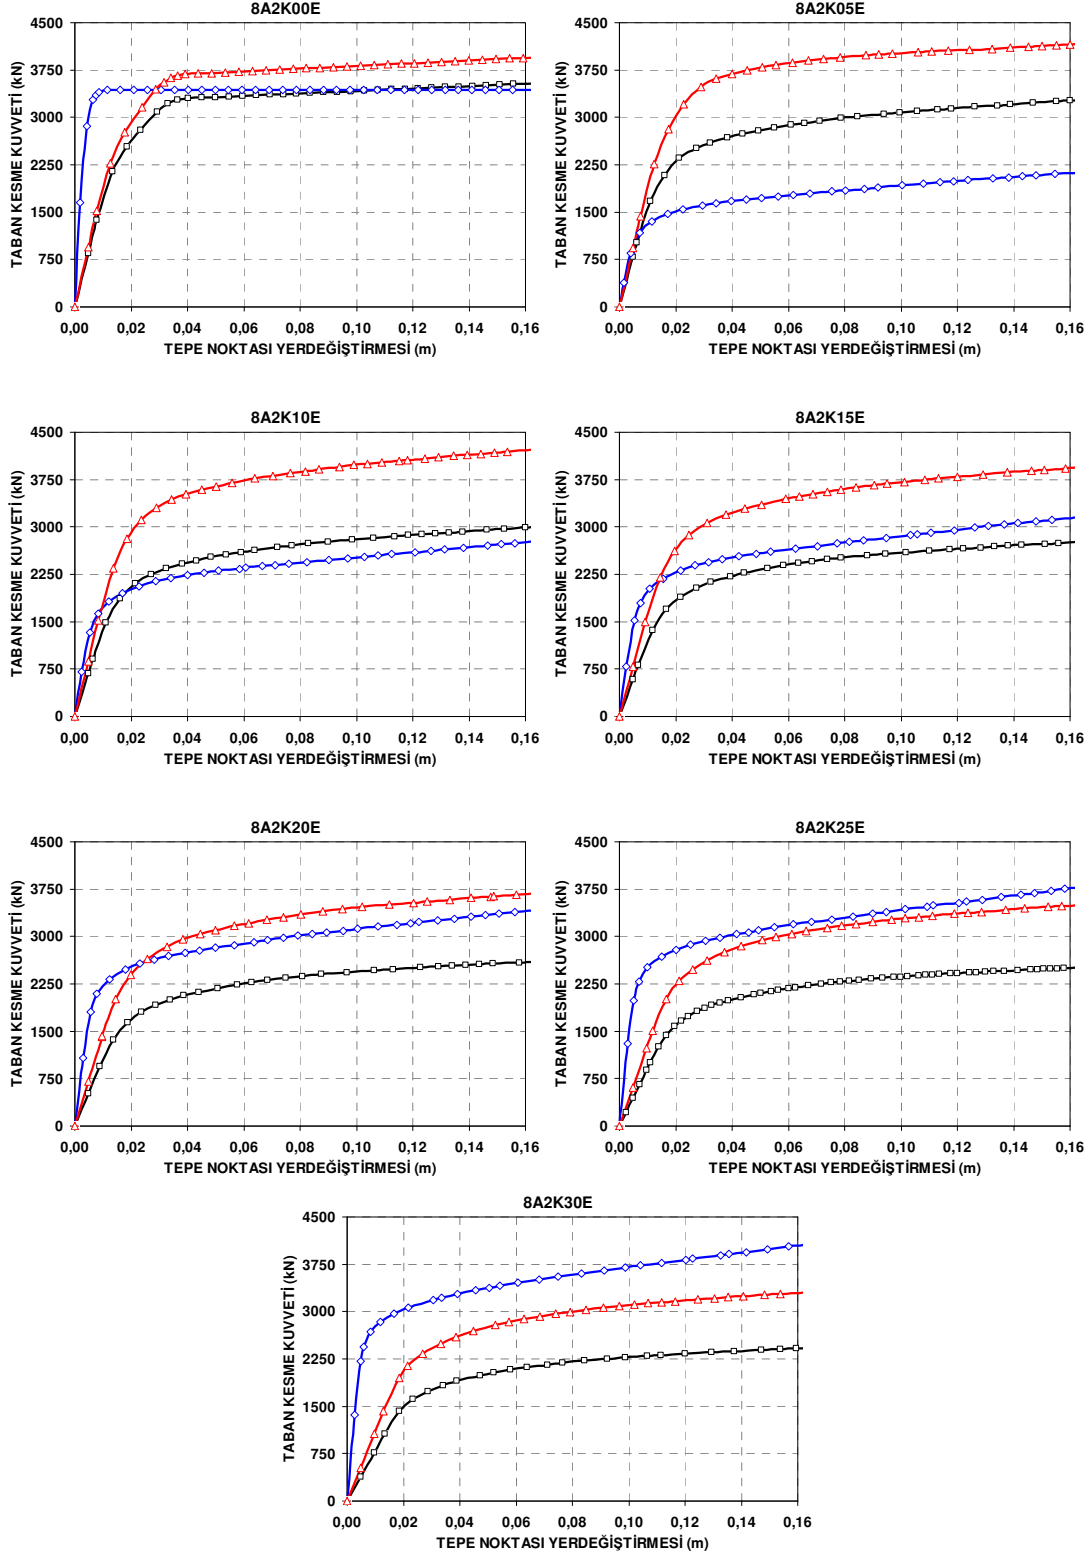 8A2K00E
TABAN KESME KUVVETİ (kN)
4500
3750
3000
2250
1500
750
0
0,00 0,02 0,04 0,06 0,08 0,10 0,12 0,14 0,16
TEPE NOKTASI YERDEĞİŞTİRMESİ (m)
8A2K05E
TABAN KESME KUVVETİ (kN)
4500
3750
3000
2250
1500
750
0
0,00 0,02 0,04 0,06 0,08 0,10 0,12 0,14 0,16
TEPE NOKTASI YERDEĞİŞTİRMESİ (m)
8A2K10E
TABAN KESME KUVVETİ (kN)
4500
3750
3000
2250
1500
750
0
0,00 0,02 0,04 0,06 0,08 0,10 0,12 0,14 0,16
TEPE NOKTASI YERDEĞİŞTİRMESİ (m)
8A2K15E
TABAN KESME KUVVETİ (kN)
4500
3750
3000
2250
1500
750
0
0,00 0,02 0,04 0,06 0,08 0,10 0,12 0,14 0,16
TEPE NOKTASI YERDEĞİŞTİRMESİ (m)
8A2K20E
TABAN KESME KUVVETİ (kN)
4500
3750
3000
2250
1500
750
0
0,00 0,02 0,04 0,06 0,08 0,10 0,12 0,14 0,16
TEPE NOKTASI YERDEĞİŞTİRMESİ (m)
8A2K25E
TABAN KESME KUVVETİ (kN)
4500
3750
3000
2250
1500
750
0
0,00 0,02 0,04 0,06 0,08 0,10 0,12 0,14 0,16
TEPE NOKTASI YERDEĞİŞTİRMESİ (m)
8A2K30E
TABAN KESME KUVVETİ (kN)
4500
3750
3000
2250
1500
750
0
0,00 0,02 0,04 0,06 0,08 0,10 0,12 0,14 0,16
TEPE NOKTASI YERDEĞİŞTİRMESİ (m)